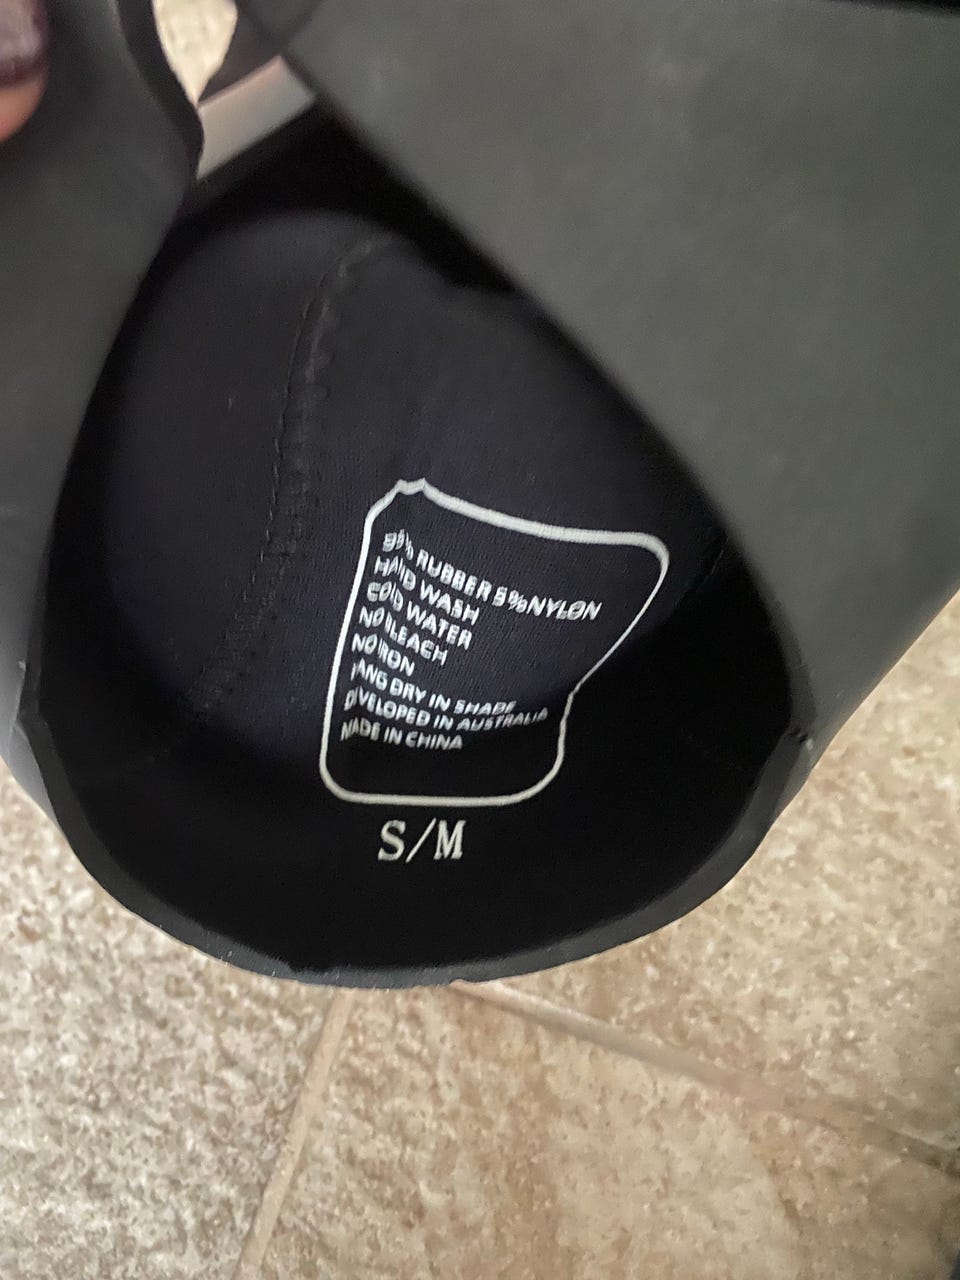 95% RUBBER 5% NYLON
HAND WASH
COLD WATER
NO BLEACH
NO IRON
HANG DRY IN SHADE
DEVELOPED IN AUSTRALIA
MADE IN CHINA
S/M